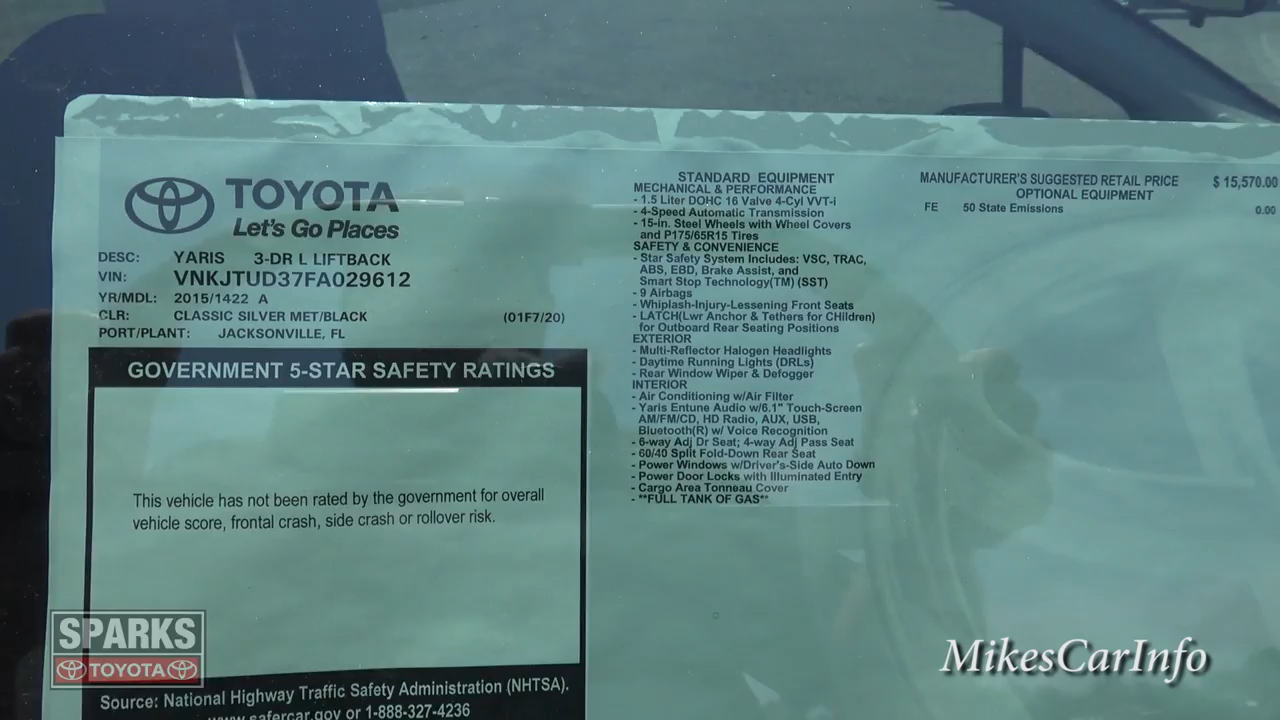 TOYOTA
Let's Go Places
DESC: YARIS 3-DR L LIFTBACK
VIN: VNKJTUD37FA029612
YR/MDL: 2015/1422 A
CLR: CLASSIC SILVER MET/BLACK (01F7/20)
PORT/PLANT: JACKSONVILLE, FL
GOVERNMENT 5-STAR SAFETY RATINGS
This vehicle has not been rated by the government for overall
vehicle score, frontal crash, side crash or rollover risk.
Source: National Highway Traffic Safety Administration (NHTSA).
www.safercar.gov or 1-888-327-4236
STANDARD EQUIPMENT
MECHANICAL & PERFORMANCE
- 1.5 Liter DOHC 16 Valve 4-Cyl VVT-i
- 4-Speed Automatic Transmission
- 15-in. Steel Wheels with Wheel Covers
and P175/65R15 Tires
SAFETY & CONVENIENCE
- Star Safety System Includes: VSC, TRAC,
ABS, EBD, Brake Assist, and
Smart Stop Technology(TM) (SST)
- 9 Airbags
- Whiplash-Injury-Lessening Front Seats
- LATCH(Lwr Anchor & Tethers for CHildren)
for Outboard Rear Seating Positions
EXTERIOR
- Multi-Reflector Halogen Headlights
- Daytime Running Lights (DRLs)
- Rear Window Wiper & Defogger
INTERIOR
- Air Conditioning w/Air Filter
- Yaris Entune Audio w/6.1" Touch-Screen
AM/FM/CD, HD Radio, AUX, USB,
Bluetooth(R) w/ Voice Recognition
- 6-way Adj Dr Seat; 4-way Adj Pass Seat
- 60/40 Split Fold-Down Rear Seat
- Power Windows w/Driver's-Side Auto Down
- Power Door Locks with Illuminated Entry
- Cargo Area Tonneau Cover
- **FULL TANK OF GAS**
MANUFACTURER'S SUGGESTED RETAIL PRICE $ 15,570.00
OPTIONAL EQUIPMENT
FE 50 State Emissions 0.00
SPARKS
TOYOTA
MikesCarInfo